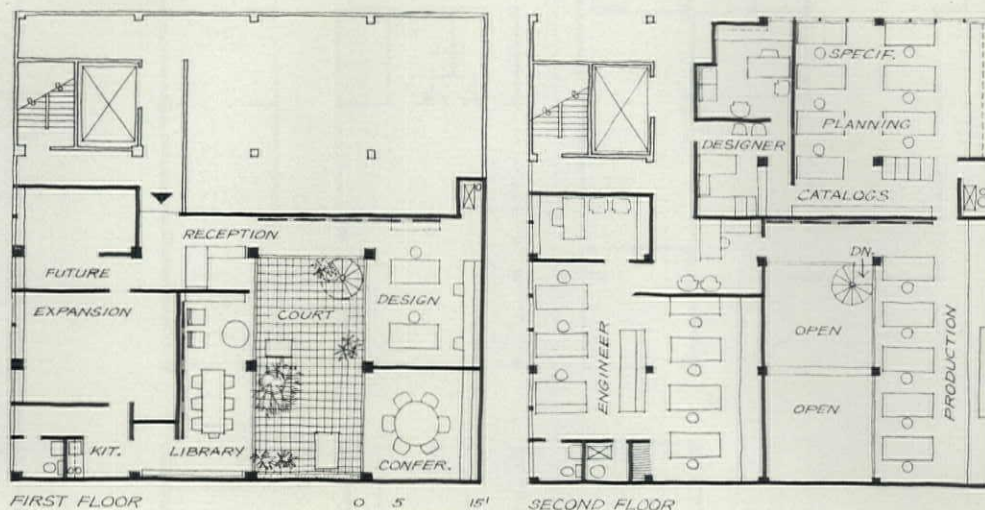 RECEPTION
FUTURE
EXPANSION
COURT
DESIGN
KIT.
LIBRARY
CONFER.
FIRST FLOOR
0 5 15'
SPECIF.
PLANNING
DESIGNER
CATALOGS
DN.
OPEN
ENGINEER
PRODUCTION
OPEN
SECOND FLOOR